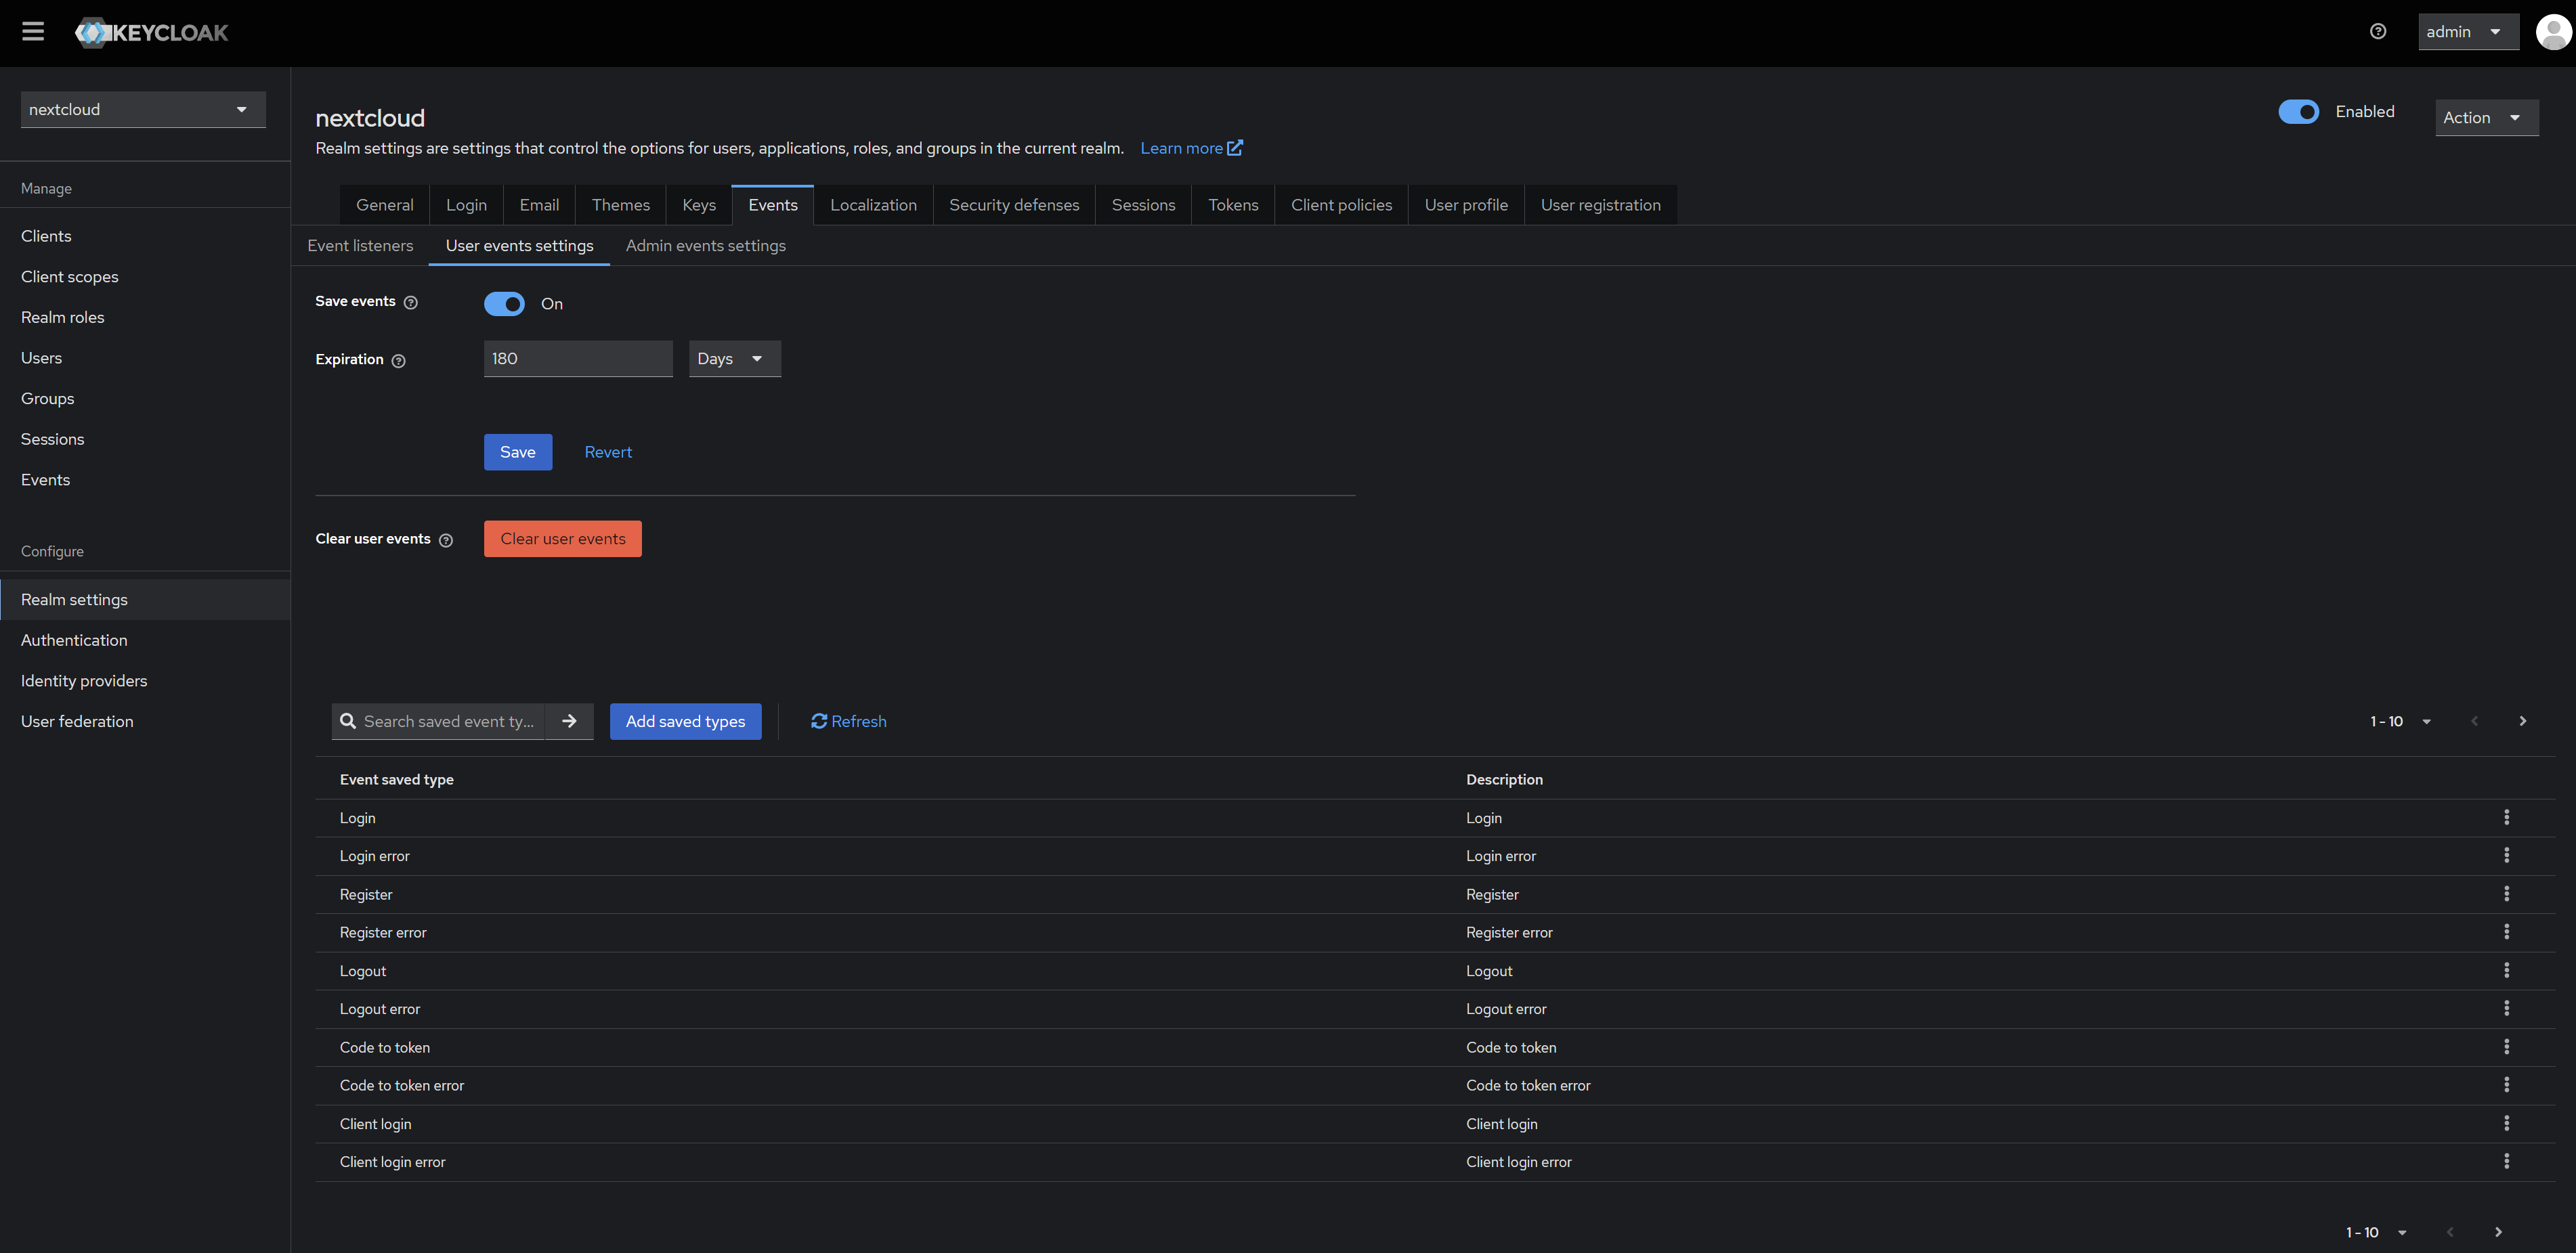 KEYCLOAK
admin
nextcloud
Manage
Clients
Client scopes
Realm roles
Users
Groups
Sessions
Events
Configure
Realm settings
Authentication
Identity providers
User federation
nextcloud
Enabled
Action
Realm settings are settings that control the options for users, applications, roles, and groups in the current realm. Learn more
General Login Email Themes Keys Events Localization Security defenses Sessions Tokens Client policies User profile User registration
Event listeners User events settings Admin events settings
Save events On
Expiration 180 Days
Save Revert
Clear user events Clear user events
Search saved event ty... Add saved types Refresh 1 - 10
Event saved type Description
Login Login
Login error Login error
Register Register
Register error Register error
Logout Logout
Logout error Logout error
Code to token Code to token
Code to token error Code to token error
Client login Client login
Client login error Client login error
1 - 10